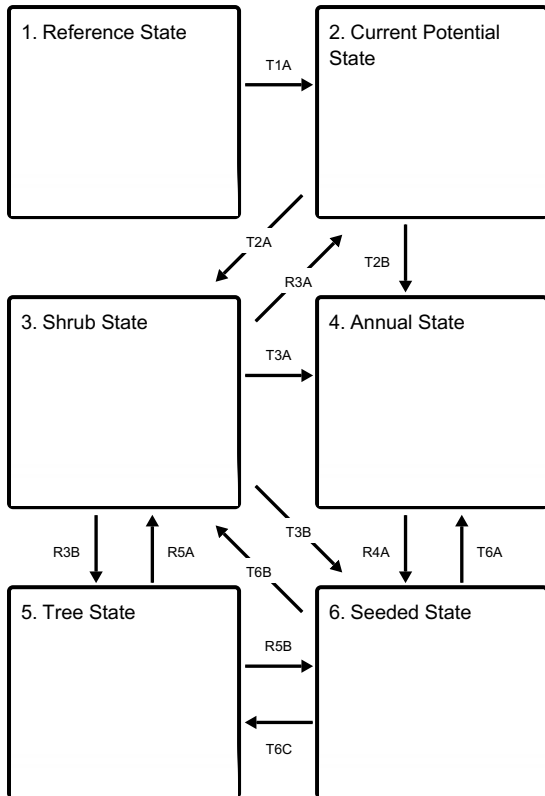 1. Reference State
T1A
2. Current Potential
State
T2A
R3A
T2B
3. Shrub State
T3A
4. Annual State
R3B
R5A
T3B
T6B
R4A
T6A
5. Tree State
R5B
6. Seeded State
T6C